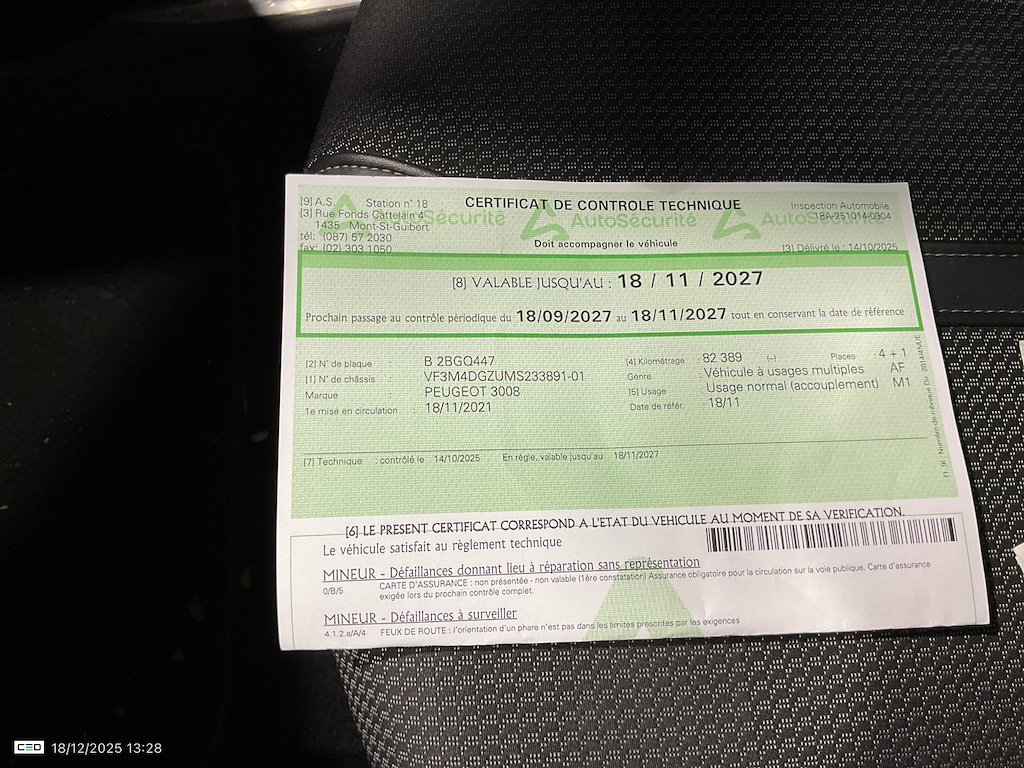 [9] A.S. Station n° 18
[3] Rue Fonds Cattelain 4
1435 Mont-St-Guibert
tél: (087) 57 2030
fax: (02) 303 1050
CERTIFICAT DE CONTROLE TECHNIQUE
AutoSécurité AutoSécurité AutoSécurité
Doit accompagner le véhicule
Inspection Automobile
18A-251014-0304
[3] Délivré le : 14/10/2025
[8] VALABLE JUSQU'AU : 18 / 11 / 2027
Prochain passage au contrôle périodique du 18/09/2027 au 18/11/2027 tout en conservant la date de référence
[2] N° de plaque : B 2BGQ447
[1] N° de châssis : VF3M4DGZUMS233891-01
Marque : PEUGEOT 3008
1e mise en circulation : 18/11/2021
[4] Kilométrage : 82 389 (--) Places : 4 + 1
Genre : Véhicule à usages multiples AF
[5] Usage : Usage normal (accouplement) M1
Date de référ. : 18/11
[7] Technique : contrôlé le 14/10/2025 En règle, valable jusqu'au 18/11/2027
[6] LE PRESENT CERTIFICAT CORRESPOND A L'ETAT DU VEHICULE AU MOMENT DE SA VERIFICATION.
Le véhicule satisfait au règlement technique
MINEUR - Défaillances donnant lieu à réparation sans représentation
0/B/5 CARTE D'ASSURANCE : non présentée - non valable (1ère constatation) Assurance obligatoire pour la circulation sur la voie publique. Carte d'assurance
exigée lors du prochain contrôle complet.
MINEUR - Défaillances à surveiller
4.1.2.a/A/4 FEUX DE ROUTE : l'orientation d'un phare n'est pas dans les limites prescrites par les exigences
CEO 18/12/2025 13:28